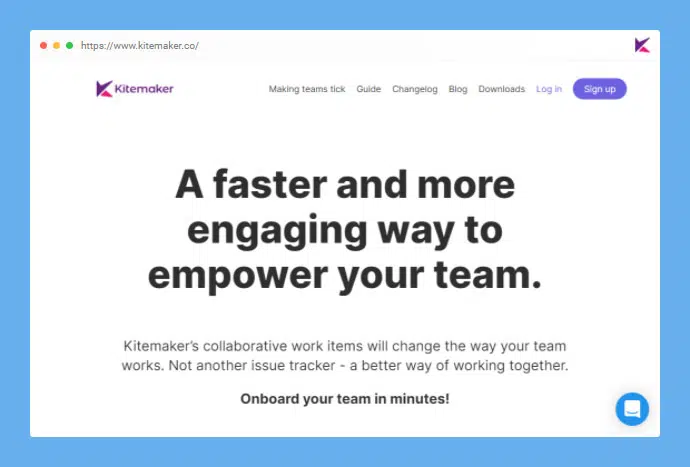 https://www.kitemaker.co/
Kitemaker
Making teams tick Guide Changelog Blog Downloads Log in Sign up
A faster and more
engaging way to
empower your team.
Kitemaker’s collaborative work items will change the way your team
works. Not another issue tracker - a better way of working together.
Onboard your team in minutes!